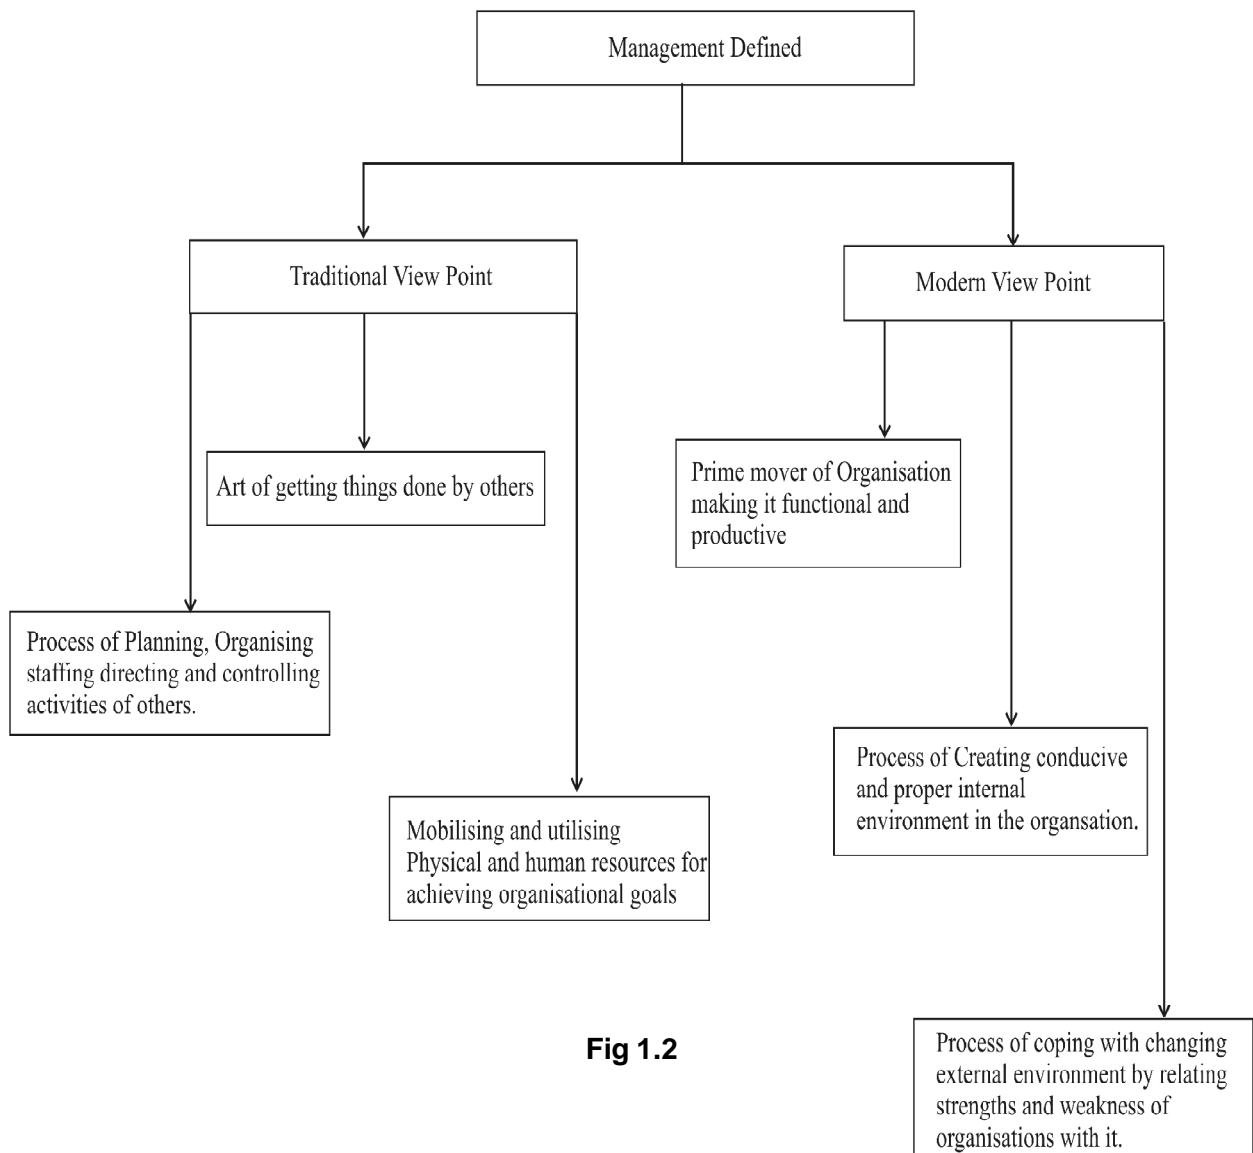 Management Defined
Traditional View Point
Modern View Point
Art of getting things done by others
Prime mover of Organisation
making it functional and
productive
Process of Planning, Organising
staffing directing and controlling
activities of others.
Process of Creating conducive
and proper internal
environment in the organsation.
Mobilising and utilising
Physical and human resources for
achieving organisational goals
Fig 1.2
Process of coping with changing
external environment by relating
strengths and weakness of
organisations with it.